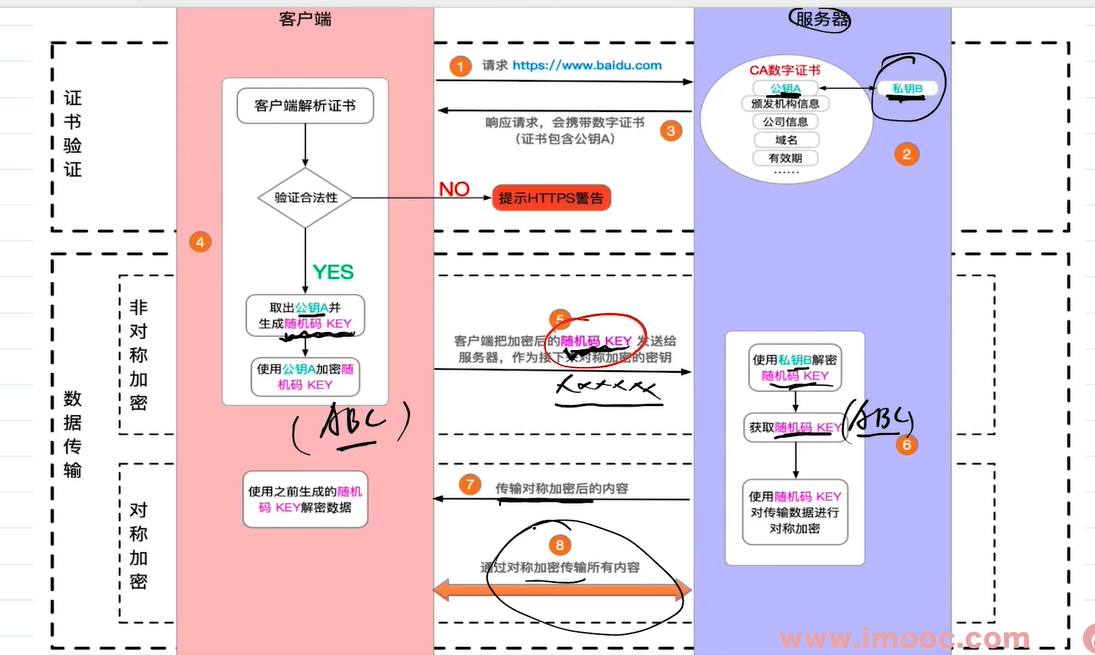 客户端
服务器
证
书
验
证
客户端解析证书
验证合法性
NO
提示HTTPS警告
YES
4
取出公钥A并
生成随机码 KEY
使用公钥A加密随
机码 KEY
(ABC)
1
请求 https://www.baidu.com
响应请求，会携带数字证书
(证书包含公钥A)
3
CA数字证书
公钥A
私钥B
颁发机构信息
公司信息
域名
有效期
……
2
数
据
传
输
非
对
称
加
密
5
客户端把加密后的随机码 KEY 发送给
服务器，作为接下来对称加密的密钥
xxxxxx
使用私钥B解密
随机码 KEY
获取随机码 KEY
(ABC)
6
使用随机码 KEY
对传输数据进行
对称加密
对
称
加
密
使用之前生成的随机
码 KEY解密数据
7
传输对称加密后的内容
8
通过对称加密传输所有内容
www.imooc.com